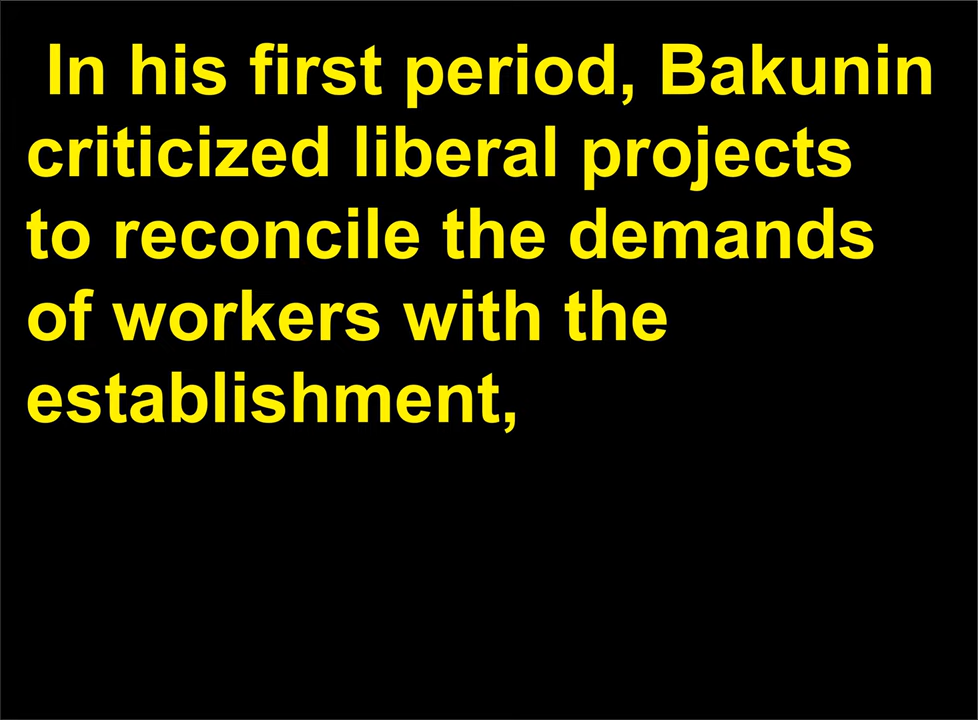 In his first period, Bakunin
criticized liberal projects
to reconcile the demands
of workers with the
establishment,